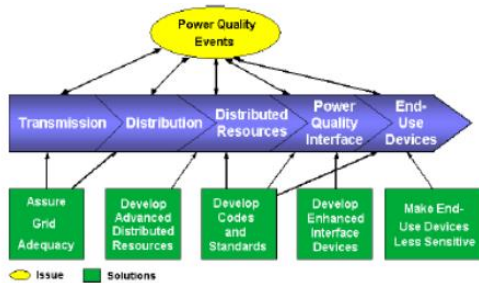 Power Quality
Events
Transmission
Distribution
Distributed
Resources
Power
Quality
Interface
End-
Use
Devices
Assure
Grid
Adequacy
Develop
Advanced
Distributed
Resources
Develop
Codes
and
Standards
Develop
Enhanced
Interface
Devices
Make End-
Use Devices
Less Sensitive
Issue
Solutions